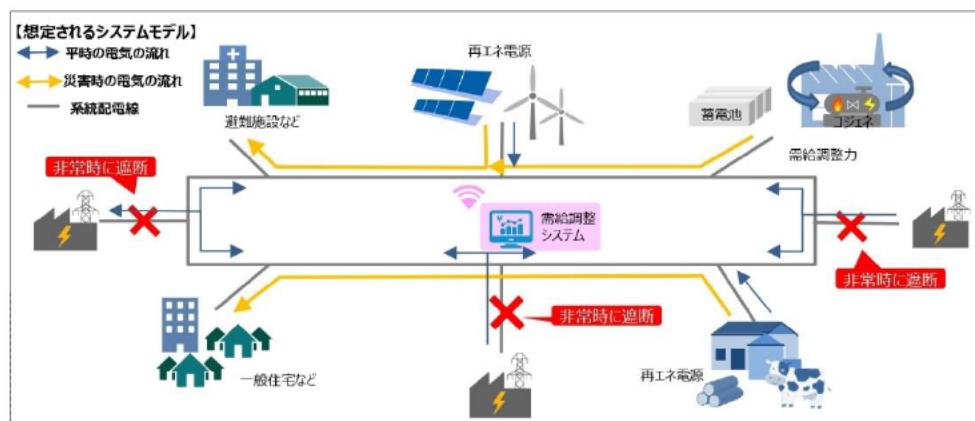 【想定されるシステムモデル】
平時の電気の流れ
災害時の電気の流れ
系統配電線
再エネ電源
避難施設など
蓄電池
コジェネ
需給調整力
非常時に遮断
需給調整
システム
非常時に遮断
非常時に遮断
一般住宅など
再エネ電源